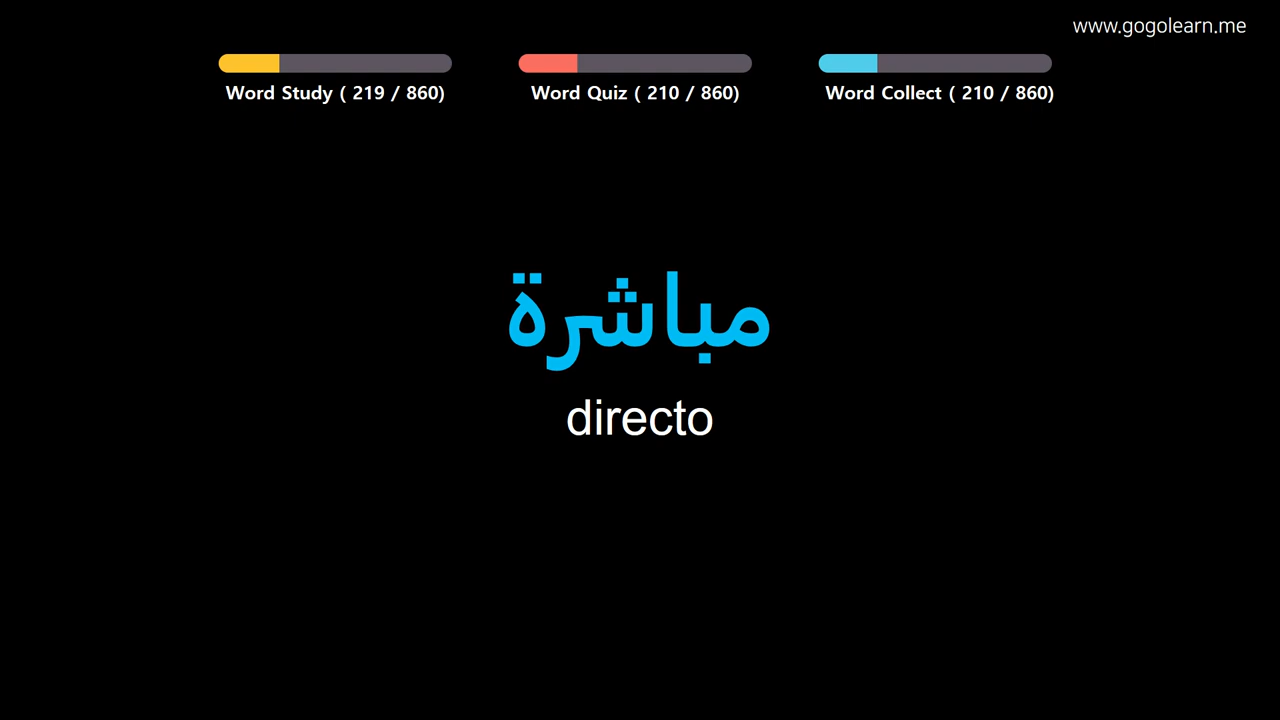 www.gogolearn.me
Word Study ( 219 / 860)
Word Quiz ( 210 / 860)
Word Collect ( 210 / 860)
مباشرة
directo